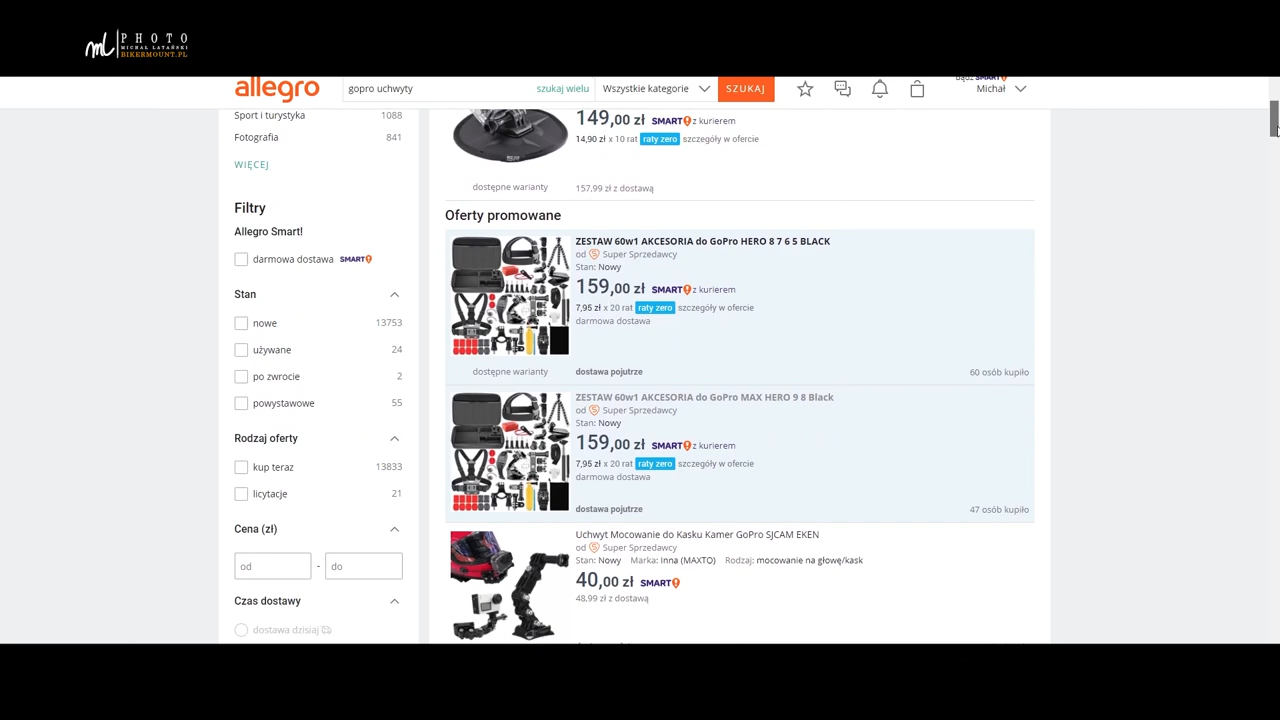 ml PHOTO
MICHAŁ LATAŃSKI
BIKERMOUNT.PL
allegro
gopro uchwyty
szukaj wielu
Wszystkie kategorie
SZUKAJ
bądź SMART
Michał
Sport i turystyka 1088
Fotografia 841
WIĘCEJ
Filtry
Allegro Smart!
darmowa dostawa SMART
Stan
nowe 13753
używane 24
po zwrocie 2
powystawowe 55
Rodzaj oferty
kup teraz 13833
licytacje 21
Cena (zł)
od - do
Czas dostawy
dostawa dzisiaj
149,00 zł SMART z kurierem
14,90 zł x 10 rat raty zero szczegóły w ofercie
dostępne warianty
157,99 zł z dostawą
Oferty promowane
ZESTAW 60w1 AKCESORIA do GoPro HERO 8 7 6 5 BLACK
od Super Sprzedawcy
Stan: Nowy
159,00 zł SMART z kurierem
7,95 zł x 20 rat raty zero szczegóły w ofercie
darmowa dostawa
dostępne warianty
dostawa pojutrze
60 osób kupiło
ZESTAW 60w1 AKCESORIA do GoPro MAX HERO 9 8 Black
od Super Sprzedawcy
Stan: Nowy
159,00 zł SMART z kurierem
7,95 zł x 20 rat raty zero szczegóły w ofercie
darmowa dostawa
dostawa pojutrze
47 osób kupiło
Uchwyt Mocowanie do Kasku Kamer GoPro SJCAM EKEN
od Super Sprzedawcy
Stan: Nowy Marka: inna (MAXTO) Rodzaj: mocowanie na głowę/kask
40,00 zł SMART
48,99 zł z dostawą